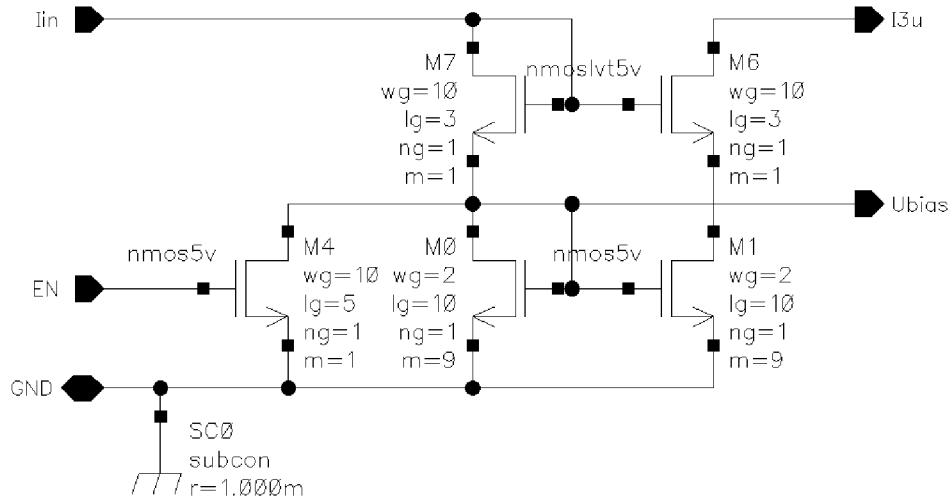 Iin
I3u
M7
nmoslvt5v
M6
wg=10
wg=10
lg=3
lg=3
ng=1
ng=1
m=1
m=1
Ubias
M4
M0
M1
nmos5v
nmos5v
wg=10
wg=2
wg=2
EN
lg=5
lg=10
lg=10
ng=1
ng=1
ng=1
m=1
m=9
m=9
GND
SC0
subcon
r=1.000m